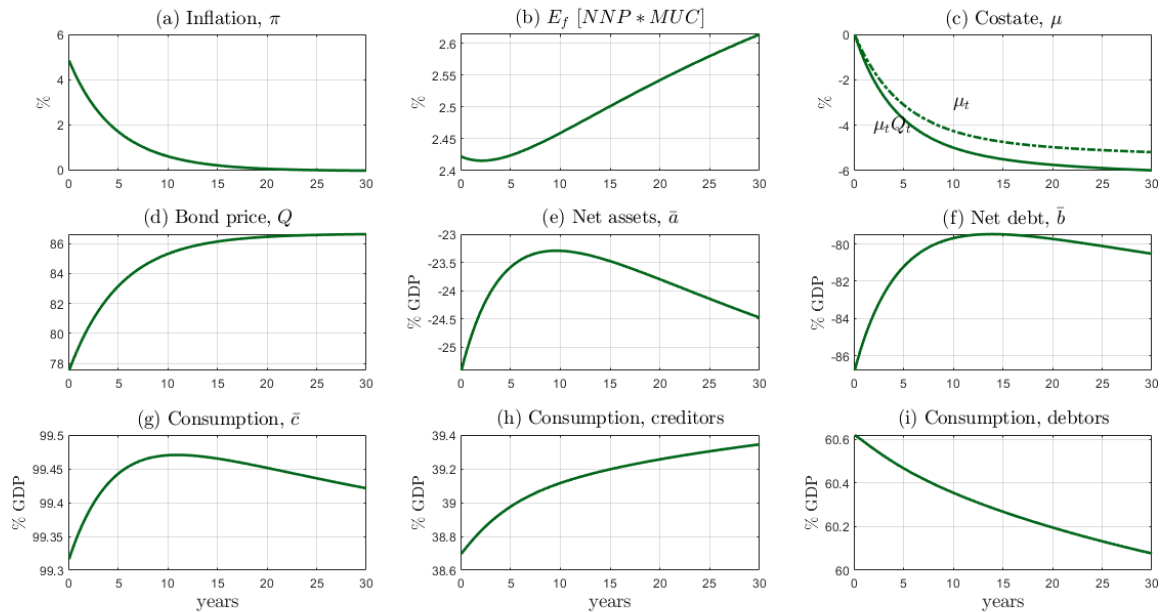 (a) Inflation, π
(b) E_f [NNP * MUC]
(c) Costate, μ
6
4
2
0
%
0 5 10 15 20 25 30
2.6
2.55
2.5
2.45
2.4
%
0 5 10 15 20 25 30
0
-2
-4
-6
%
μ_t
μ_tQ_t
0 5 10 15 20 25 30
(d) Bond price, Q
(e) Net assets, ā
(f) Net debt, b̄
86
84
82
80
78
0 5 10 15 20 25 30
-23
-23.5
-24
-24.5
-25
% GDP
0 5 10 15 20 25 30
-80
-82
-84
-86
% GDP
0 5 10 15 20 25 30
(g) Consumption, c̄
(h) Consumption, creditors
(i) Consumption, debtors
99.5
99.45
99.4
99.35
99.3
% GDP
0 5 10 15 20 25 30
years
39.4
39.2
39
38.8
38.6
% GDP
0 5 10 15 20 25 30
years
60.6
60.4
60.2
60
% GDP
0 5 10 15 20 25 30
years